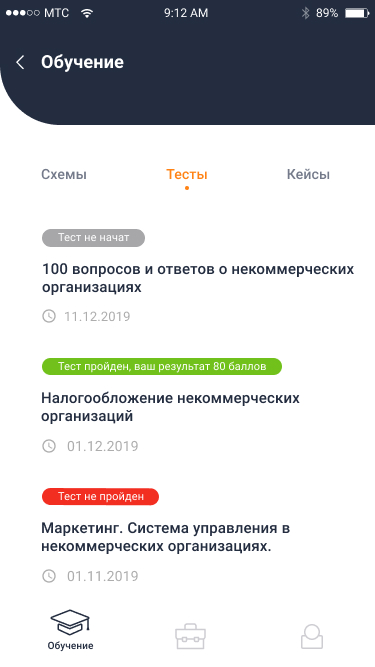 МТС 9:12 AM 89%
Обучение
Схемы Тесты Кейсы
Тест не начат
100 вопросов и ответов о некоммерческих
организациях
11.12.2019
Тест пройден, ваш результат 80 баллов
Налогообложение некоммерческих
организаций
01.12.2019
Тест не пройден
Маркетинг. Система управления в
некоммерческих организациях.
01.11.2019
Обучение